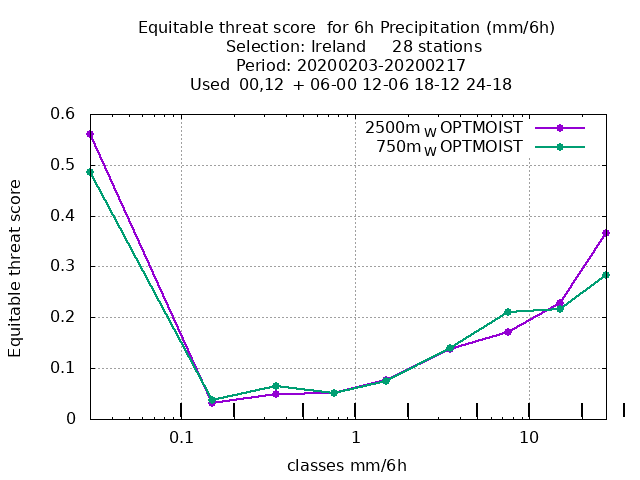 Equitable threat score  for 6h Precipitation (mm/6h)
Selection: Ireland     28 stations
Period: 20200203-20200217
Used  00,12  + 06-00 12-06 18-12 24-18
2500m W OPTMOIST
750m W OPTMOIST
0.6
0.5
0.4
0.3
0.2
0.1
0
Equitable threat score
0.1 1 10
classes mm/6h